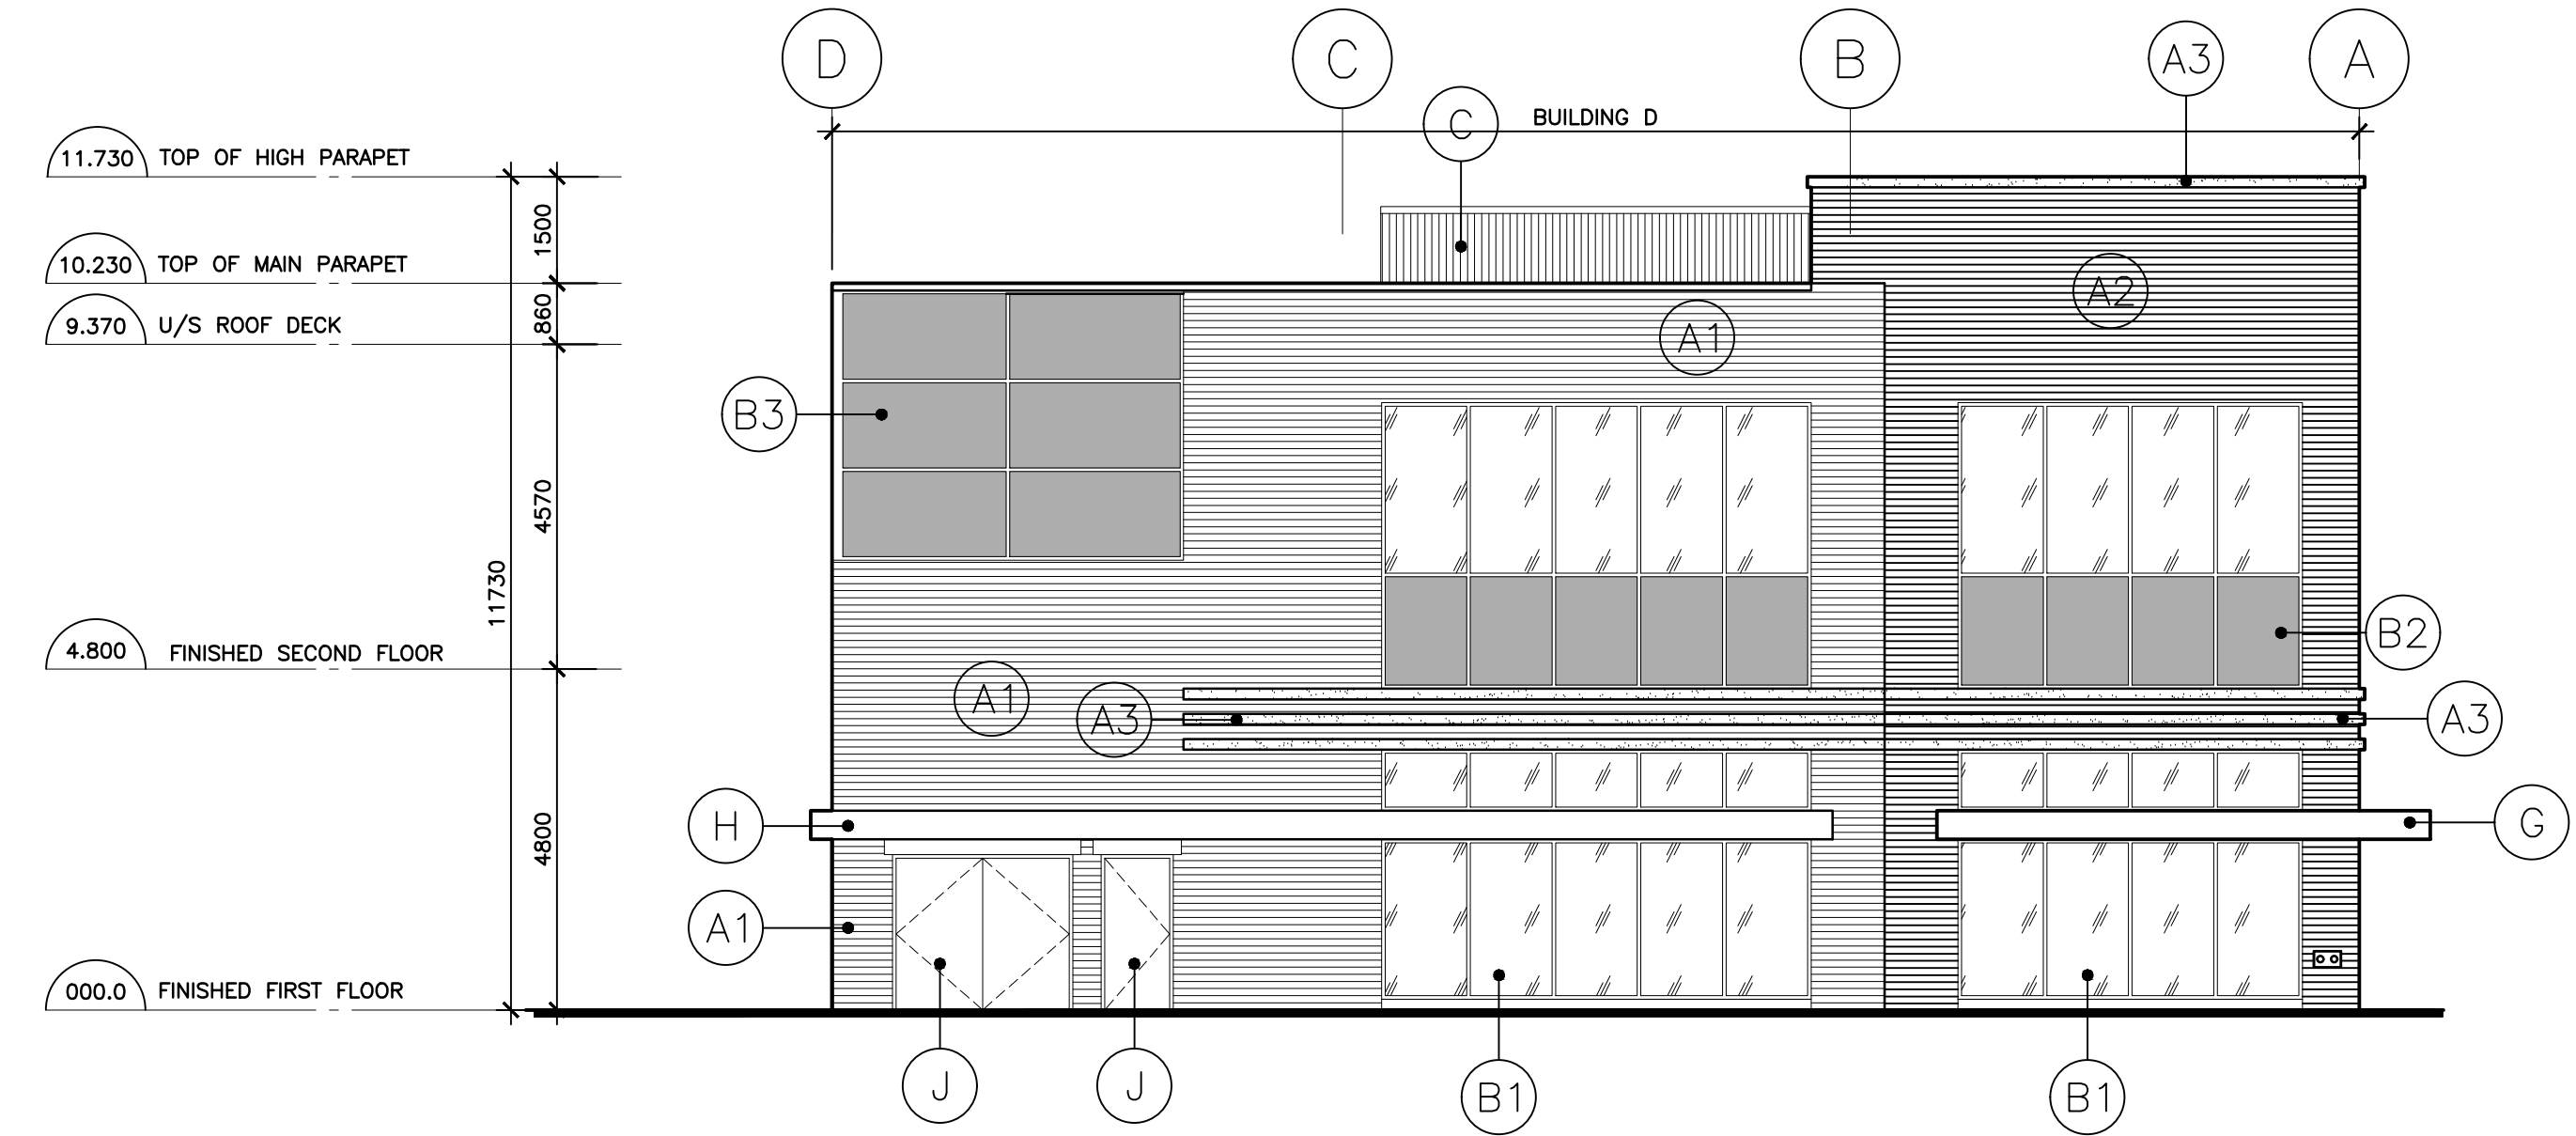 D
C
B
A3
A
C
BUILDING D
11.730 TOP OF HIGH PARAPET
1500
10.230 TOP OF MAIN PARAPET
860
9.370 U/S ROOF DECK
A2
A1
B3
4570
11730
B2
4.800 FINISHED SECOND FLOOR
A1
A3
A3
4800
H
G
A1
000.0 FINISHED FIRST FLOOR
J
J
B1
B1